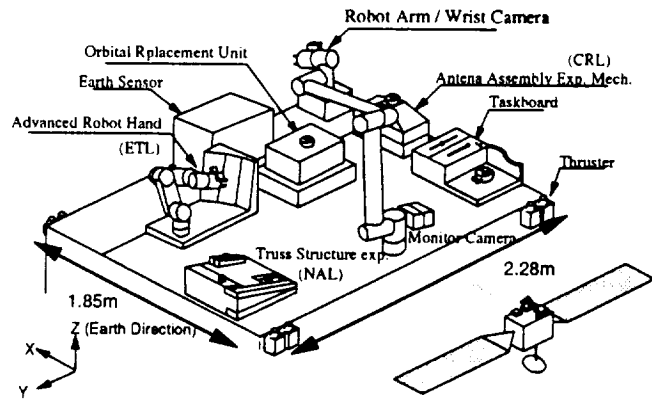 Robot Arm / Wrist Camera
Orbital Rplacement Unit
(CRL)
Earth Sensor
Antena Assembly Exp. Mech.
Taskboard
Advanced Robot Hand
(ETL)
Thruster
Monitor Camera
Truss Structure exp.
(NAL)
2.28m
1.85m
Z (Earth Direction)
X
Y